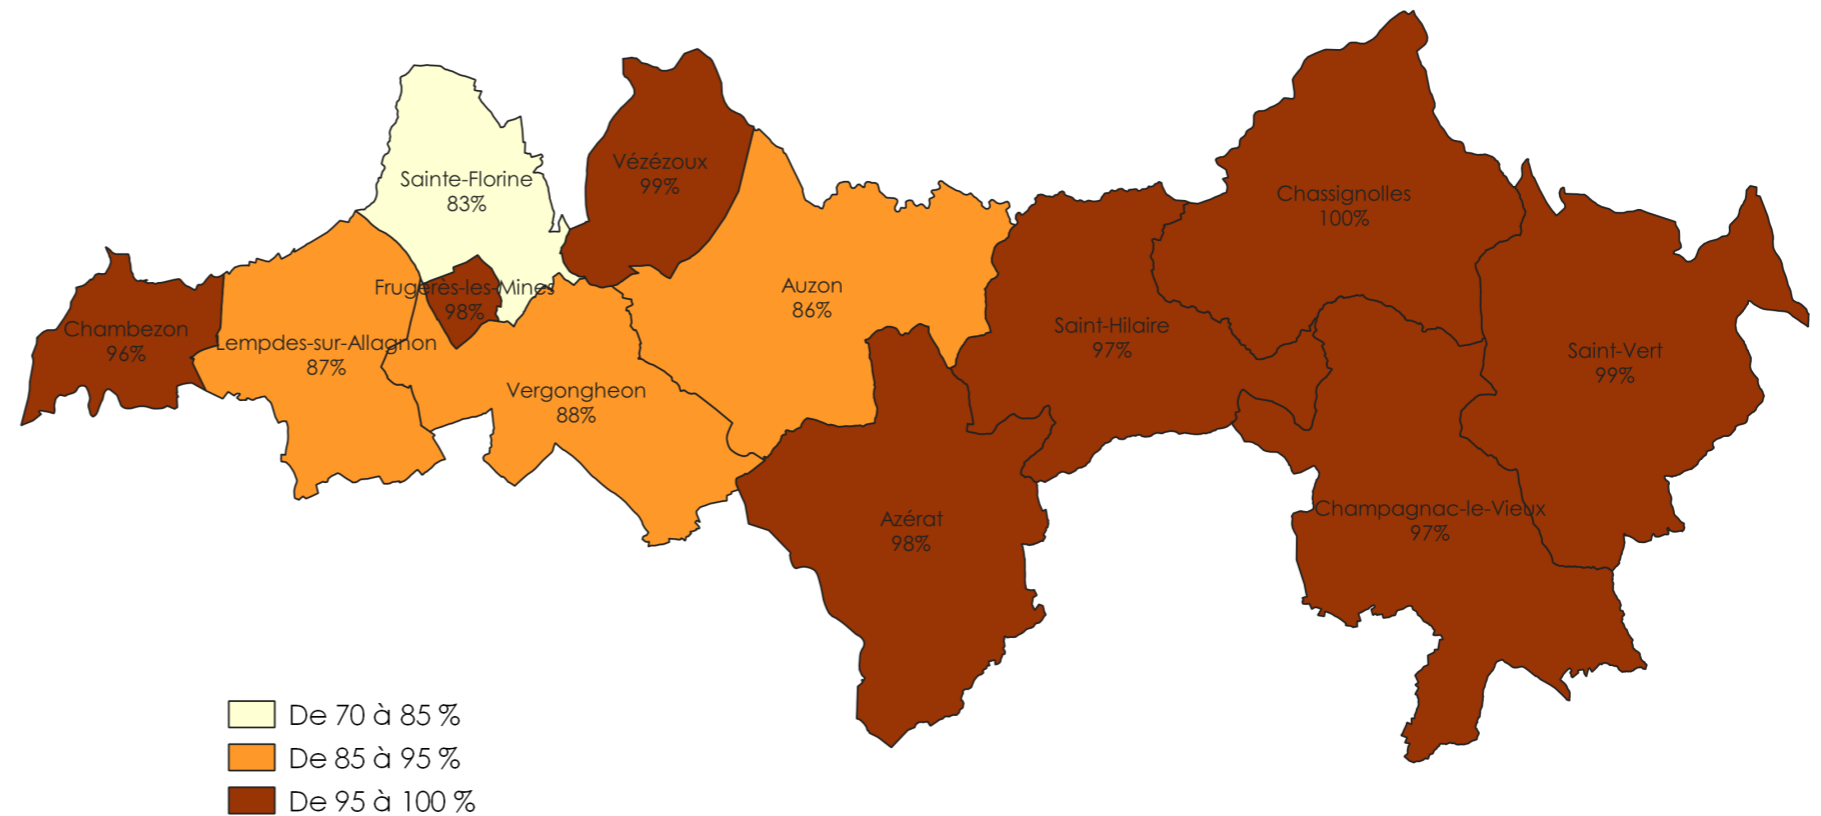 Vézézoux
99%
Sainte-Florine
83%
Chassignolles
100%
Auzon
86%
Frugerès-les-Mines
98%
Chambezon
96%
Lempdes-sur-Allagnon
87%
Saint-Hilaire
97%
Saint-Vert
99%
Vergongheon
88%
Azérat
98%
Champagnac-le-Vieux
97%
De 70 à 85 %
De 85 à 95 %
De 95 à 100 %